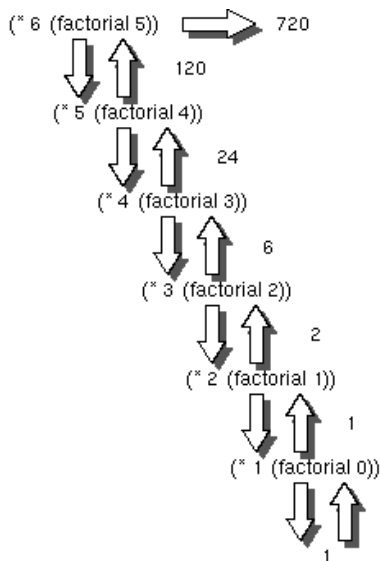 (* 6 (factorial 5)) 720
120
(* 5 (factorial 4))
24
(* 4 (factorial 3))
6
(* 3 (factorial 2))
2
(* 2 (factorial 1))
1
(* 1 (factorial 0))
1